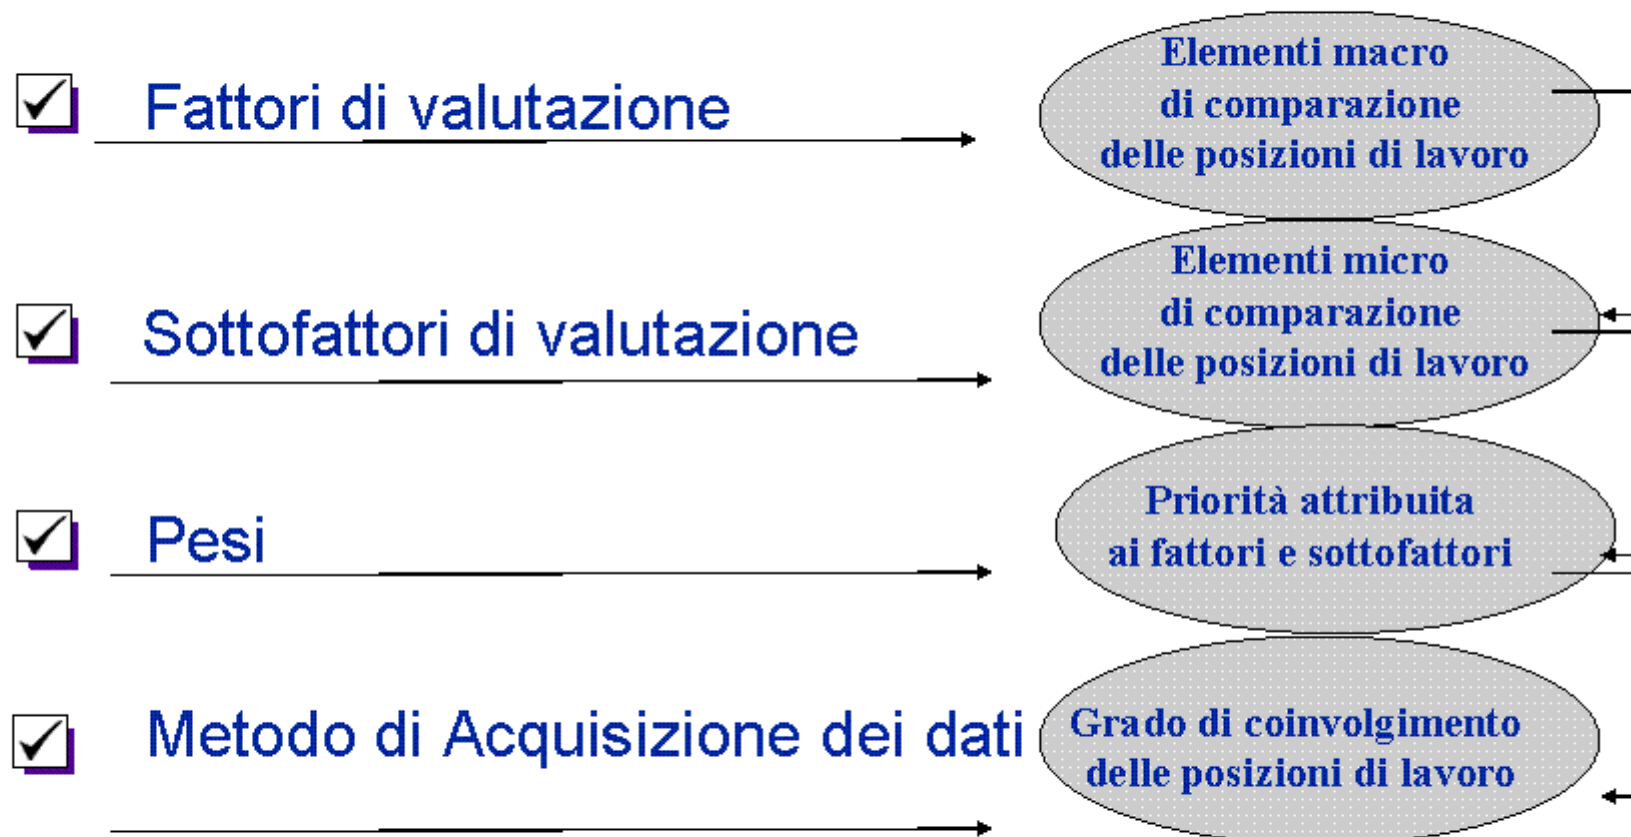 Fattori di valutazione
Elementi macro
di comparazione
delle posizioni di lavoro
Sottofattori di valutazione
Elementi micro
di comparazione
delle posizioni di lavoro
Pesi
Priorità attribuita
ai fattori e sottofattori
Metodo di Acquisizione dei dati
Grado di coinvolgimento
delle posizioni di lavoro